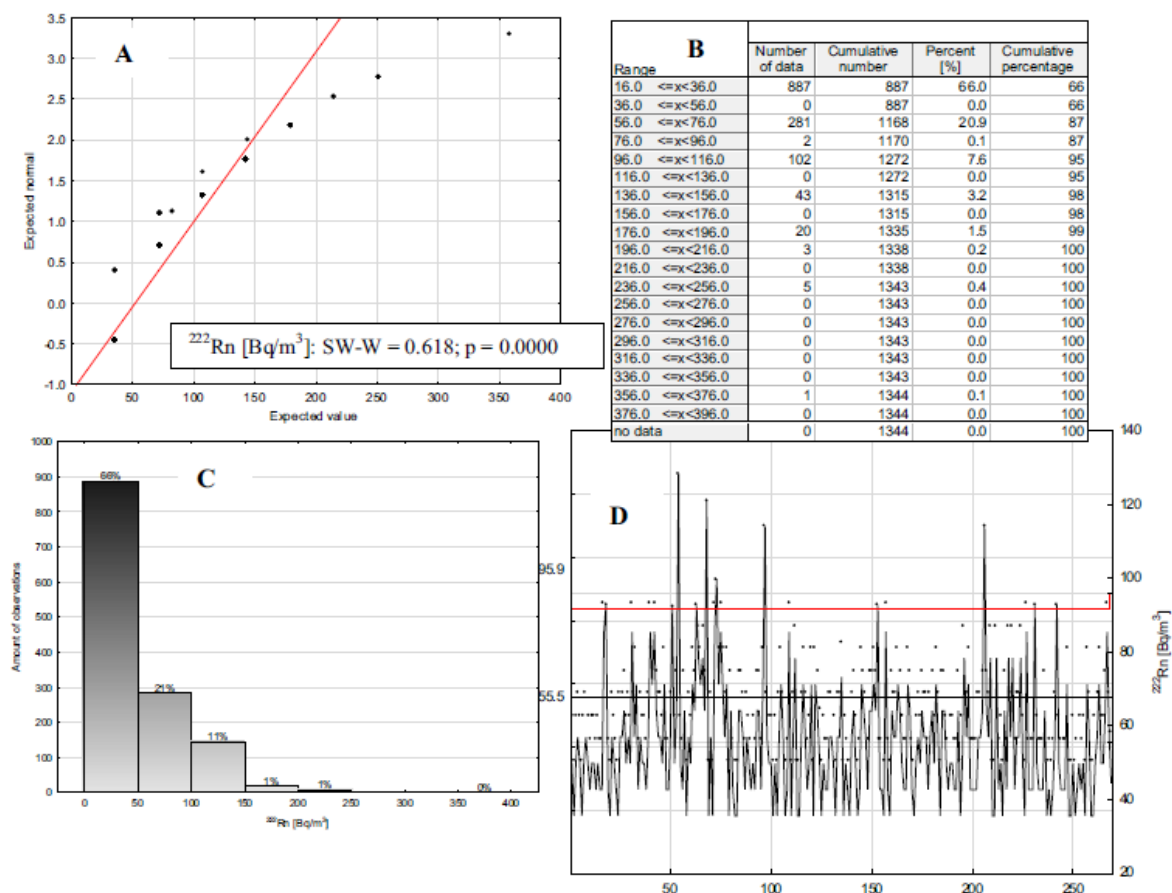 A
3.5
3.0
2.5
2.0
1.5
1.0
0.5
0.0
-0.5
-1.0
Expected normal
²²²Rn [Bq/m³]: SW-W = 0.618; p = 0.0000
0 50 100 150 200 250 300 350 400
Expected value
B
Range Number of data Cumulative number Percent [%] Cumulative percentage
16.0 <=x<36.0 887 887 66.0 66
36.0 <=x<56.0 0 887 0.0 66
56.0 <=x<76.0 281 1168 20.9 87
76.0 <=x<96.0 2 1170 0.1 87
96.0 <=x<116.0 102 1272 7.6 95
116.0 <=x<136.0 0 1272 0.0 95
136.0 <=x<156.0 43 1315 3.2 98
156.0 <=x<176.0 0 1315 0.0 98
176.0 <=x<196.0 20 1335 1.5 99
196.0 <=x<216.0 3 1338 0.2 100
216.0 <=x<236.0 0 1338 0.0 100
236.0 <=x<256.0 5 1343 0.4 100
256.0 <=x<276.0 0 1343 0.0 100
276.0 <=x<296.0 0 1343 0.0 100
296.0 <=x<316.0 0 1343 0.0 100
316.0 <=x<336.0 0 1343 0.0 100
336.0 <=x<356.0 0 1343 0.0 100
356.0 <=x<376.0 1 1344 0.1 100
376.0 <=x<396.0 0 1344 0.0 100
no data 0 1344 0.0 100
C
1000
900
800
700
600
500
400
300
200
100
0
Amount of observations
66%
21%
11%
1%
1%
0%
0 50 100 150 200 250 300 350 400
²²²Rn [Bq/m³]
D
95.9
55.5
140
120
100
80
60
40
20
²²²Rn [Bq/m³]
50 100 150 200 250